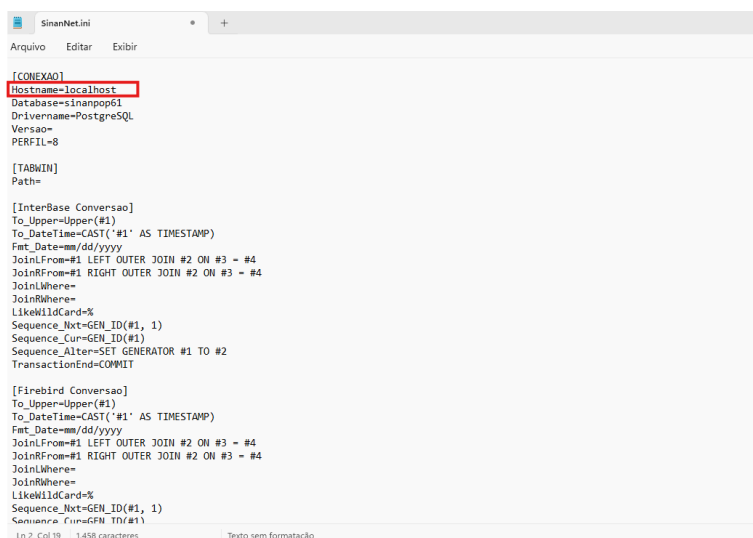 SinanNet.ini
Arquivo Editar Exibir
[CONEXAO]
Hostname=localhost
Database=sinanpop61
Drivername=PostgreSQL
Versao=
PERFIL=8
[TABWIN]
Path=
[InterBase Conversao]
To_Upper=Upper(#1)
To_DateTime=CAST('#1' AS TIMESTAMP)
Fmt_Date=mm/dd/yyyy
JoinLFrom=#1 LEFT OUTER JOIN #2 ON #3 = #4
JoinRFrom=#1 RIGHT OUTER JOIN #2 ON #3 = #4
JoinLWhere=
JoinRWhere=
LikeWildCard=%
Sequence_Nxt=GEN_ID(#1, 1)
Sequence_Cur=GEN_ID(#1)
Sequence_Alter=SET GENERATOR #1 TO #2
TransactionEnd=COMMIT
[Firebird Conversao]
To_Upper=Upper(#1)
To_DateTime=CAST('#1' AS TIMESTAMP)
Fmt_Date=mm/dd/yyyy
JoinLFrom=#1 LEFT OUTER JOIN #2 ON #3 = #4
JoinRFrom=#1 RIGHT OUTER JOIN #2 ON #3 = #4
JoinLWhere=
JoinRWhere=
LikeWildCard=%
Sequence_Nxt=GEN_ID(#1, 1)
Sequence_Cur=GEN_ID(#1)
Ln 2, Col 19 1.458 caracteres Texto sem formatação